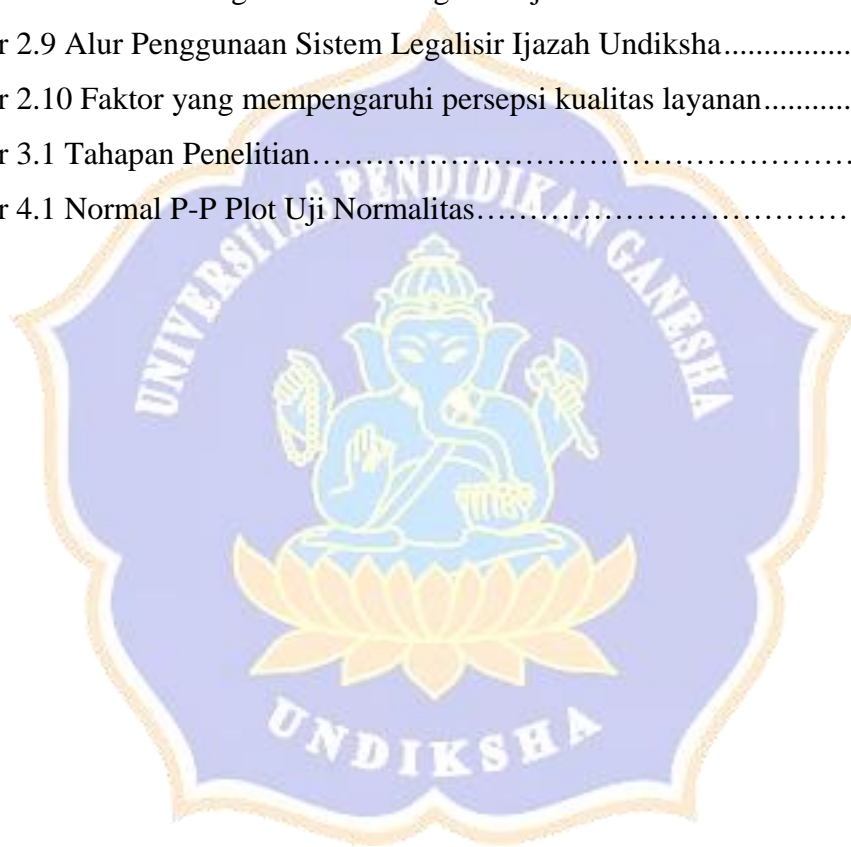 r 2.9 Alur Penggunaan Sistem Legalisir Ijazah Undiksha................
r 2.10 Faktor yang mempengaruhi persepsi kualitas layanan...........
r 3.1 Tahapan Penelitian……………………………………………
r 4.1 Normal P-P Plot Uji Normalitas……………………………
UNIVERSITAS PENDIDIKAN GANESHA
UNDIKSHA